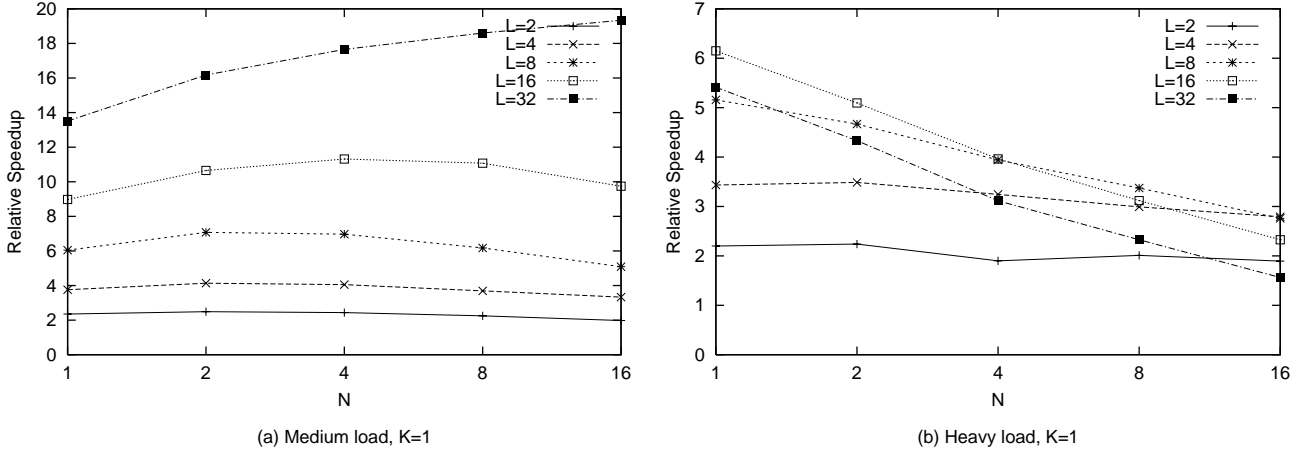 Relative Speedup
20
18
16
14
12
10
8
6
4
2
0
1 2 4 8 16
N
L=2
L=4
L=8
L=16
L=32
(a) Medium load, K=1
Relative Speedup
7
6
5
4
3
2
1
0
1 2 4 8 16
N
L=2
L=4
L=8
L=16
L=32
(b) Heavy load, K=1